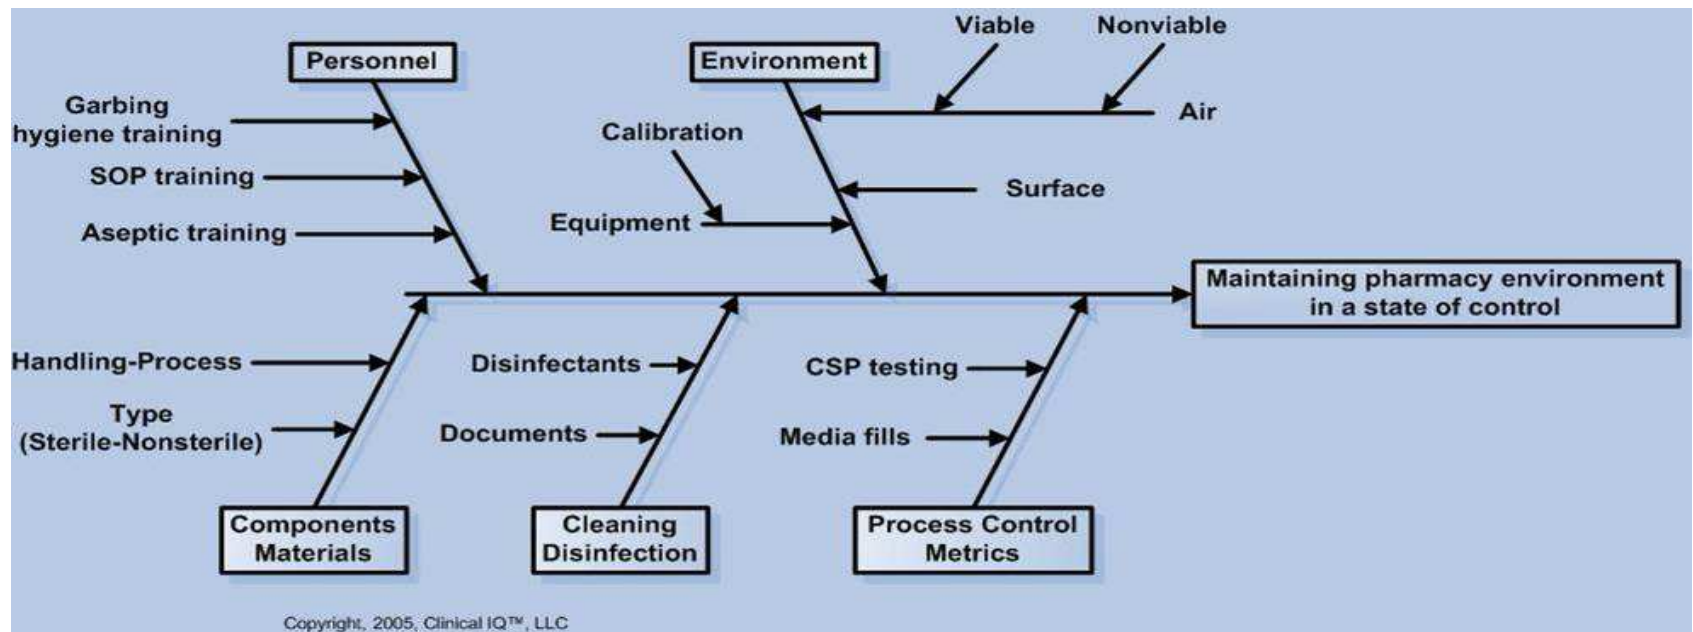 Viable
Nonviable
Personnel
Environment
Garbing
hygiene training
Air
Calibration
SOP training
Surface
Equipment
Aseptic training
Maintaining pharmacy environment
in a state of control
Handling-Process
Disinfectants
CSP testing
Type
(Sterile-Nonsterile)
Documents
Media fills
Components
Materials
Cleaning
Disinfection
Process Control
Metrics
Copyright, 2005, Clinical IQ™, LLC